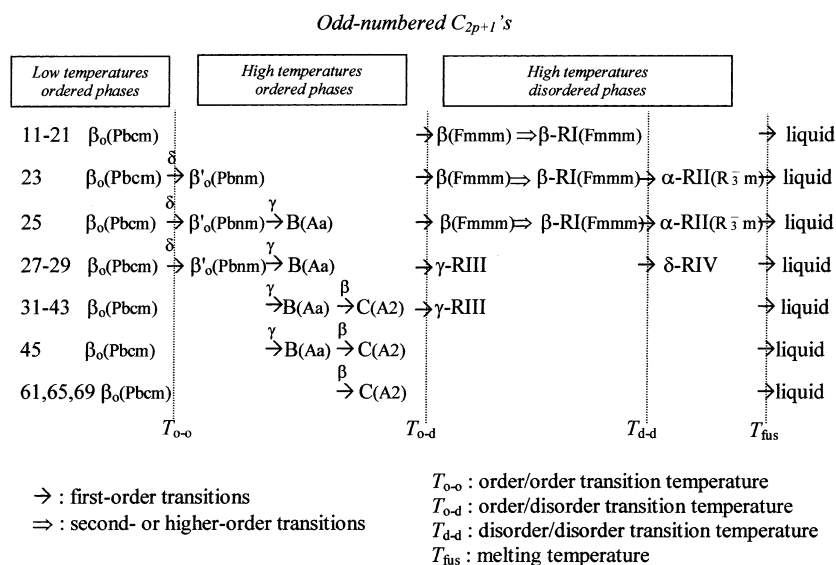 Odd-numbered C2p+1's
Low temperatures ordered phases
High temperatures ordered phases
High temperatures disordered phases
11-21 βo(Pbcm) → β(Fmmm) ⇒ β-RI(Fmmm) → liquid
δ
23 βo(Pbcm) → β'o(Pbnm) → β(Fmmm) ⇒ β-RI(Fmmm) → α-RII(R 3̄ m) → liquid
δ γ
25 βo(Pbcm) → β'o(Pbnm) → B(Aa) → β(Fmmm) ⇒ β-RI(Fmmm) → α-RII(R 3̄ m) → liquid
δ γ
27-29 βo(Pbcm) → β'o(Pbnm) → B(Aa) → γ-RIII → δ-RIV → liquid
γ β
31-43 βo(Pbcm) → B(Aa) → C(A2) → γ-RIII → liquid
γ β
45 βo(Pbcm) → B(Aa) → C(A2) → liquid
β
61,65,69 βo(Pbcm) → C(A2) → liquid
To-o To-d Td-d Tfus
→ : first-order transitions
⇒ : second- or higher-order transitions
To-o : order/order transition temperature
To-d : order/disorder transition temperature
Td-d : disorder/disorder transition temperature
Tfus : melting temperature